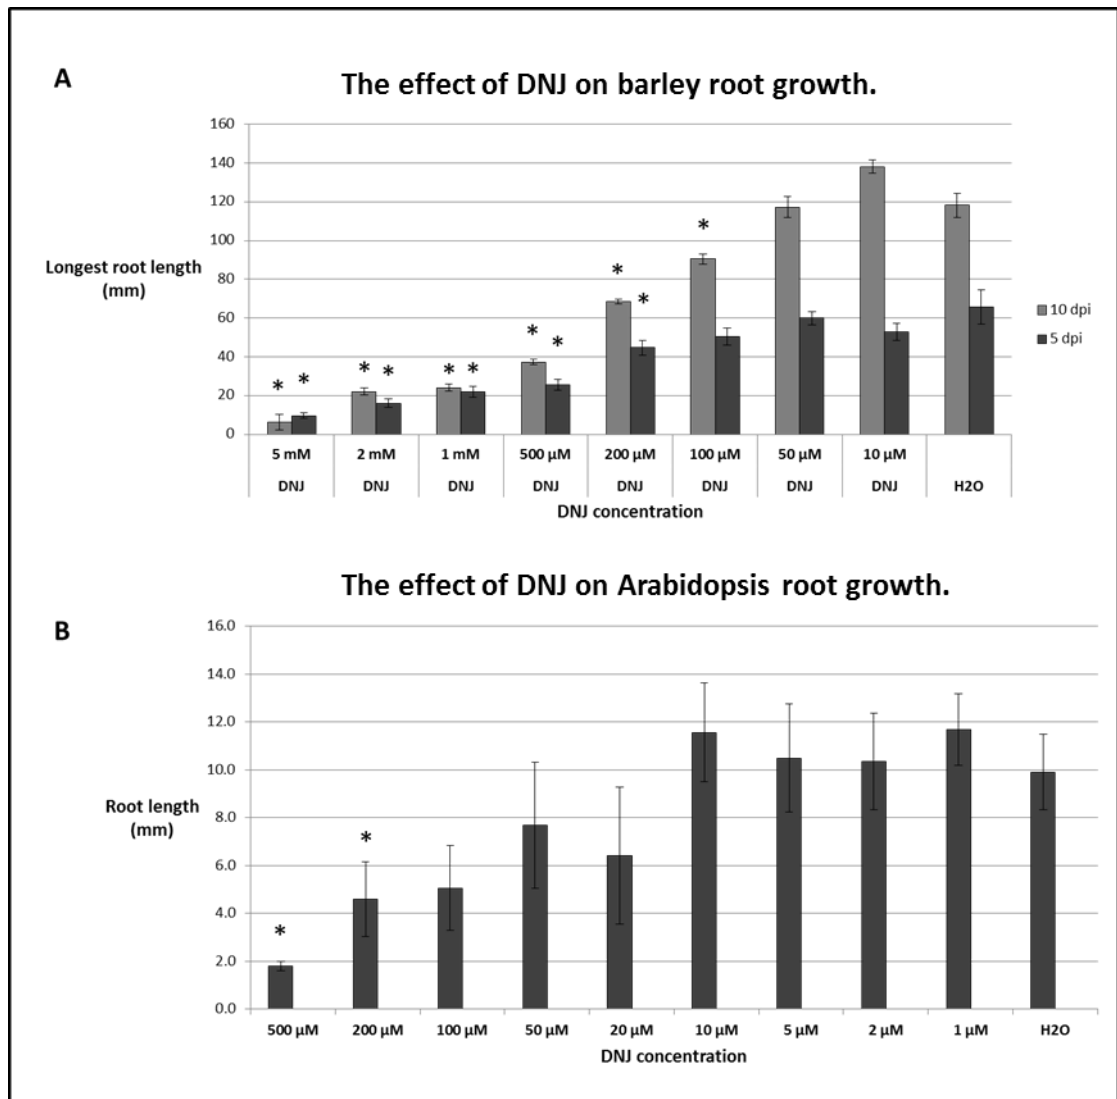 A
The effect of DNJ on barley root growth.
160
140
120
100
80
60
40
20
0
Longest root length
(mm)
* * * * * * * * * * *
10 dpi
5 dpi
5 mM 2 mM 1 mM 500 µM 200 µM 100 µM 50 µM 10 µM
DNJ DNJ DNJ DNJ DNJ DNJ DNJ DNJ H2O
DNJ concentration
The effect of DNJ on Arabidopsis root growth.
B
16.0
14.0
12.0
10.0
8.0
6.0
4.0
2.0
0.0
Root length
(mm)
* *
500 µM 200 µM 100 µM 50 µM 20 µM 10 µM 5 µM 2 µM 1 µM H2O
DNJ concentration